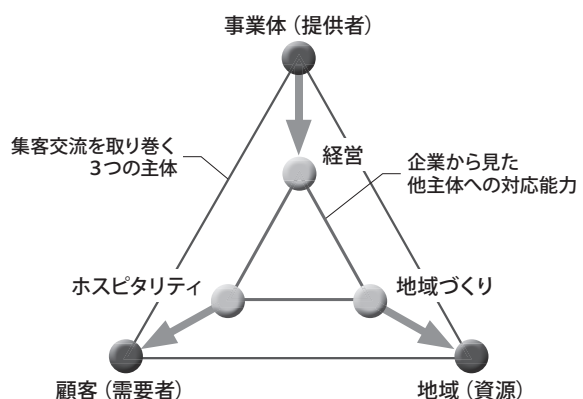 事業体（提供者）
集客交流を取り巻く
3つの主体
経営
企業から見た
他主体への対応能力
ホスピタリティ
地域づくり
顧客（需要者）
地域（資源）